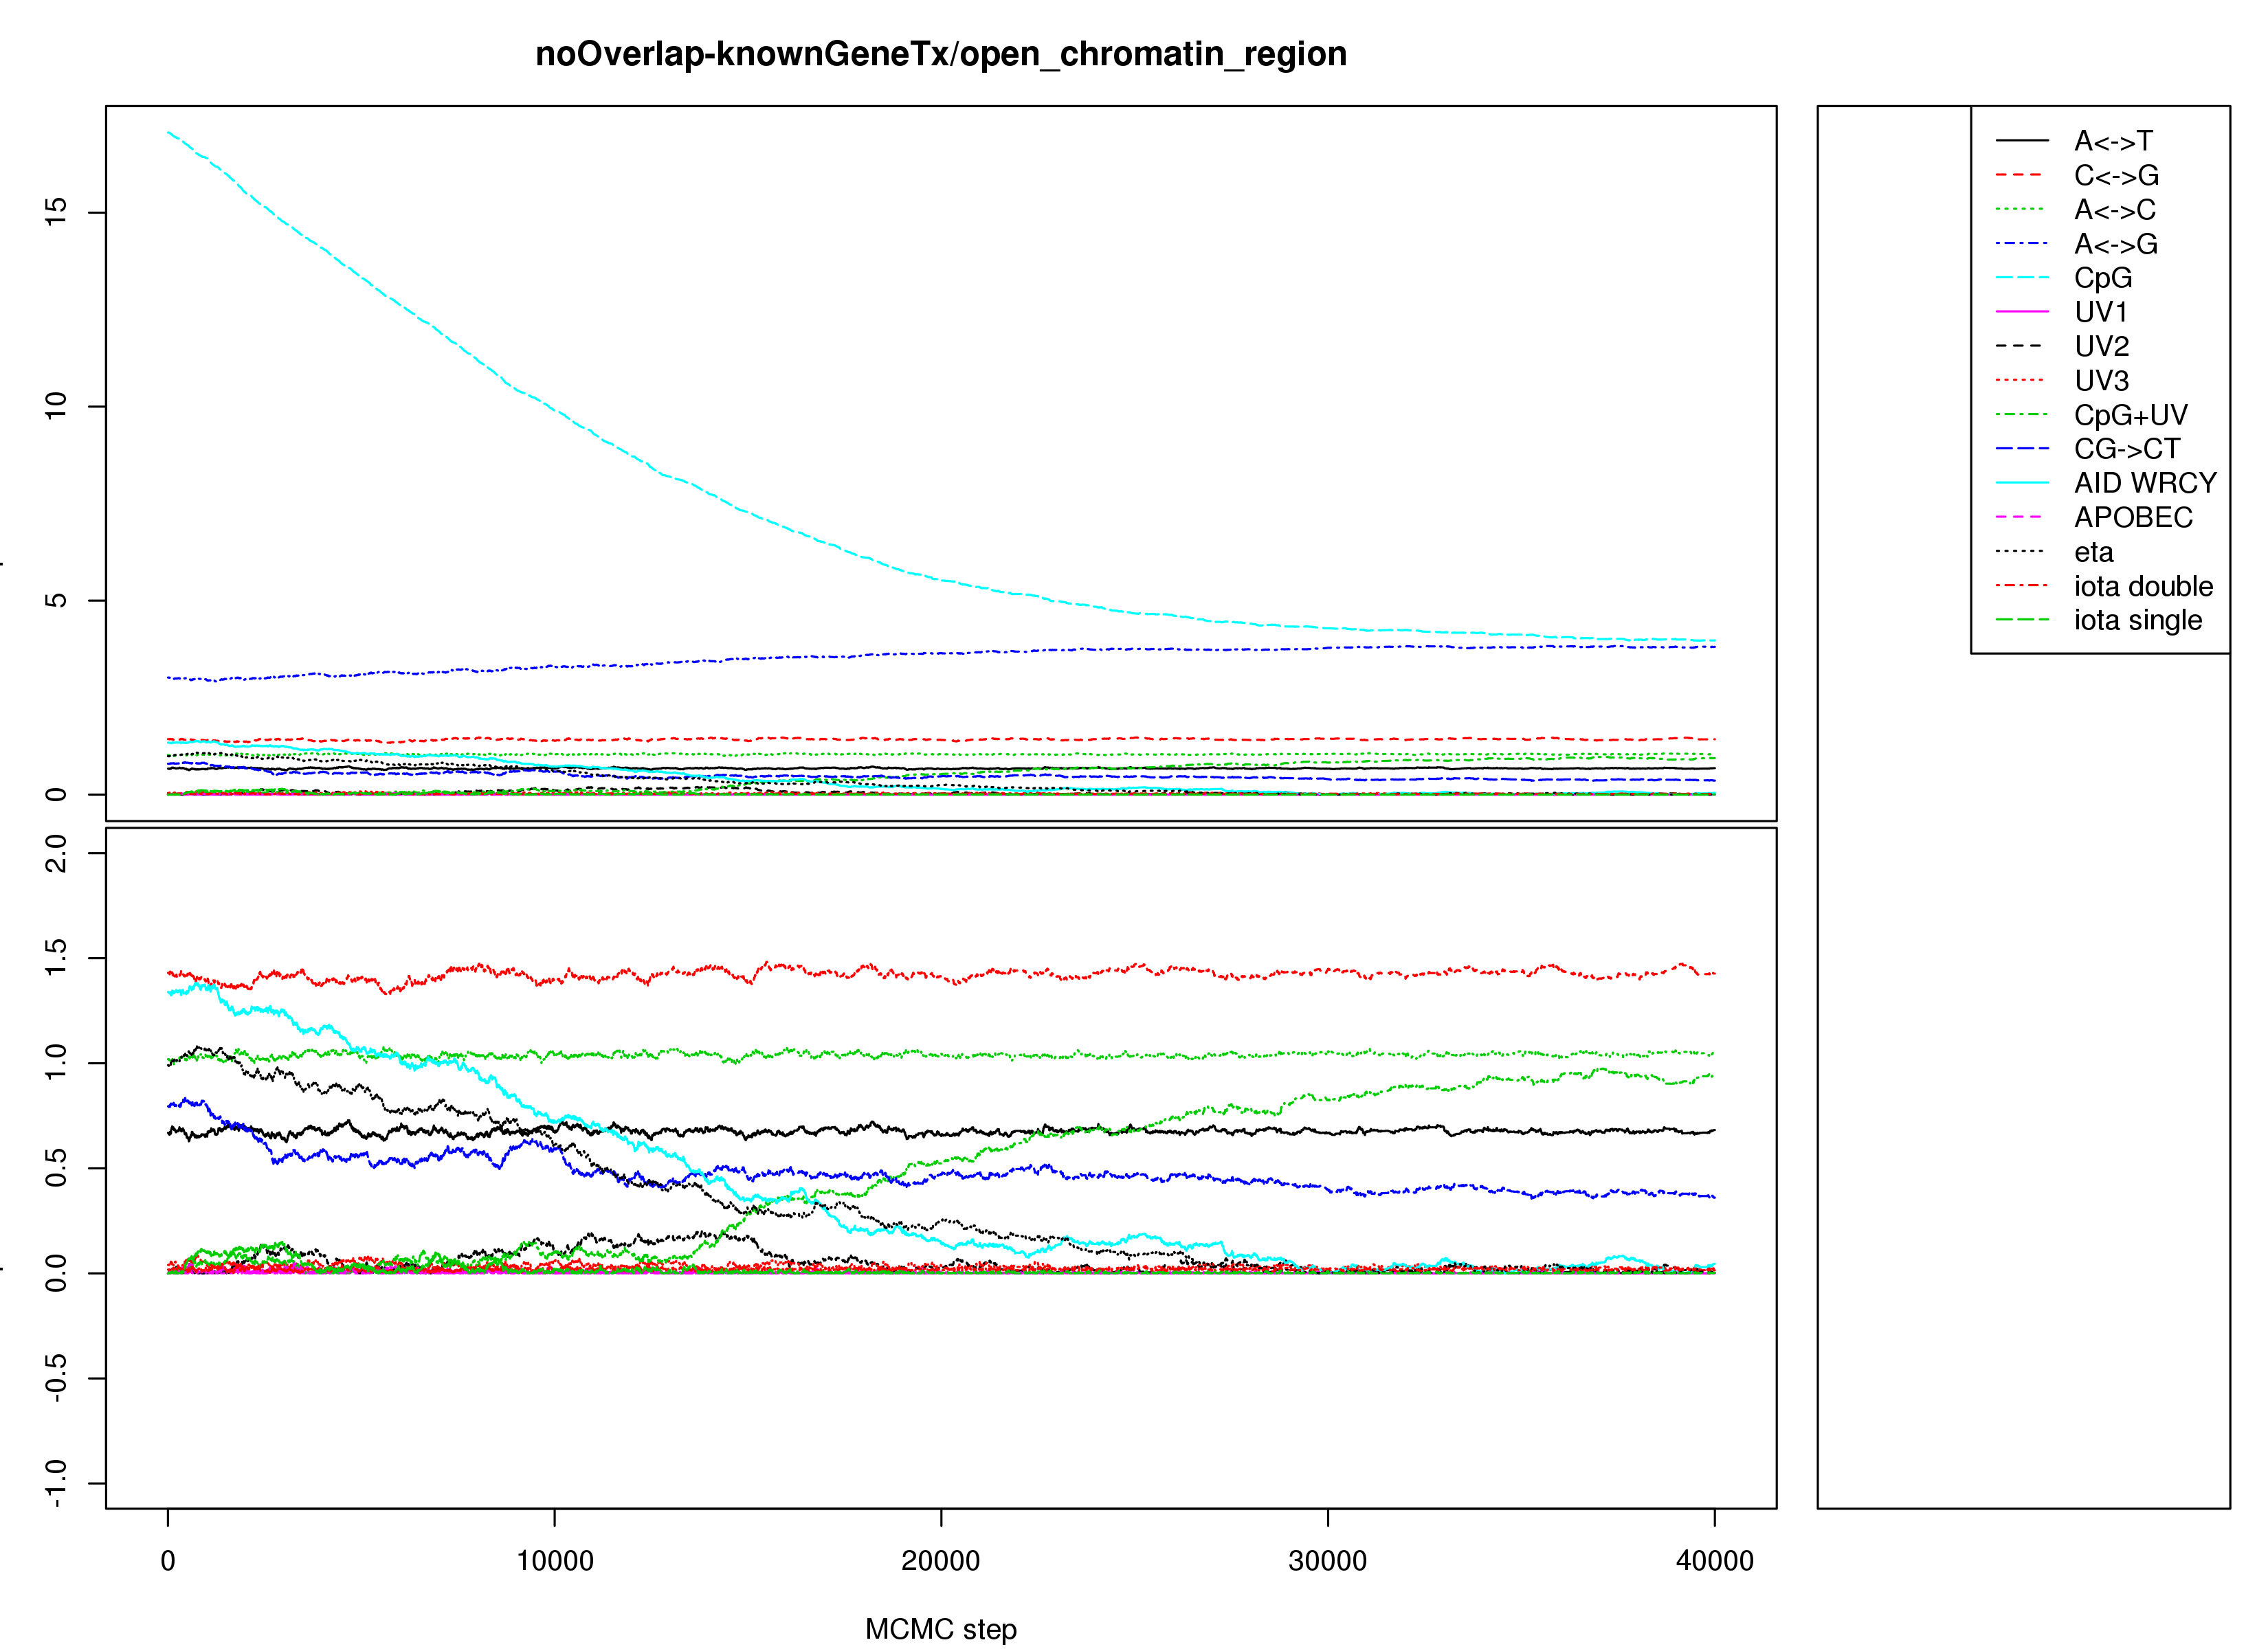 noOverlap-knownGeneTx/open_chromatin_region
15
10
5
0
2.0
1.5
1.0
0.5
0.0
-0.5
-1.0
0 10000 20000 30000 40000
MCMC step
A<->T
C<->G
A<->C
A<->G
CpG
UV1
UV2
UV3
CpG+UV
CG->CT
AID WRCY
APOBEC
eta
iota double
iota single